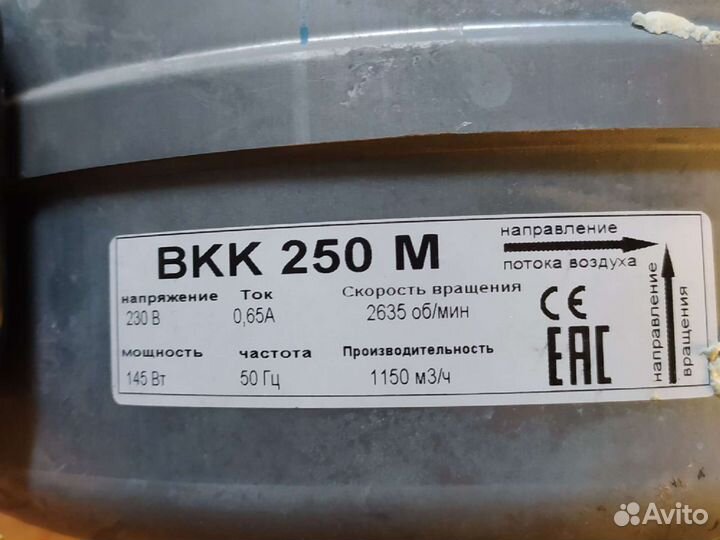 ВКК 250 М
направление
потока воздуха
напряжение Ток Скорость вращения
230 В 0,65А 2635 об/мин
мощность частота Производительность
145 Вт 50 Гц 1150 м3/ч
CE
EAC
направление
вращения
Avito